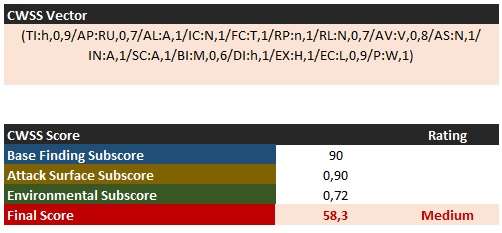 CWSS Vector
(TI:h,0,9/AP:RU,0,7/AL:A,1/IC:N,1/FC:T,1/RP:n,1/RL:N,0,7/AV:V,0,8/AS:N,1/
IN:A,1/SC:A,1/BI:M,0,6/DI:h,1/EX:H,1/EC:L,0,9/P:W,1)
CWSS Score Rating
Base Finding Subscore 90
Attack Surface Subscore 0,90
Environmental Subscore 0,72
Final Score 58,3 Medium